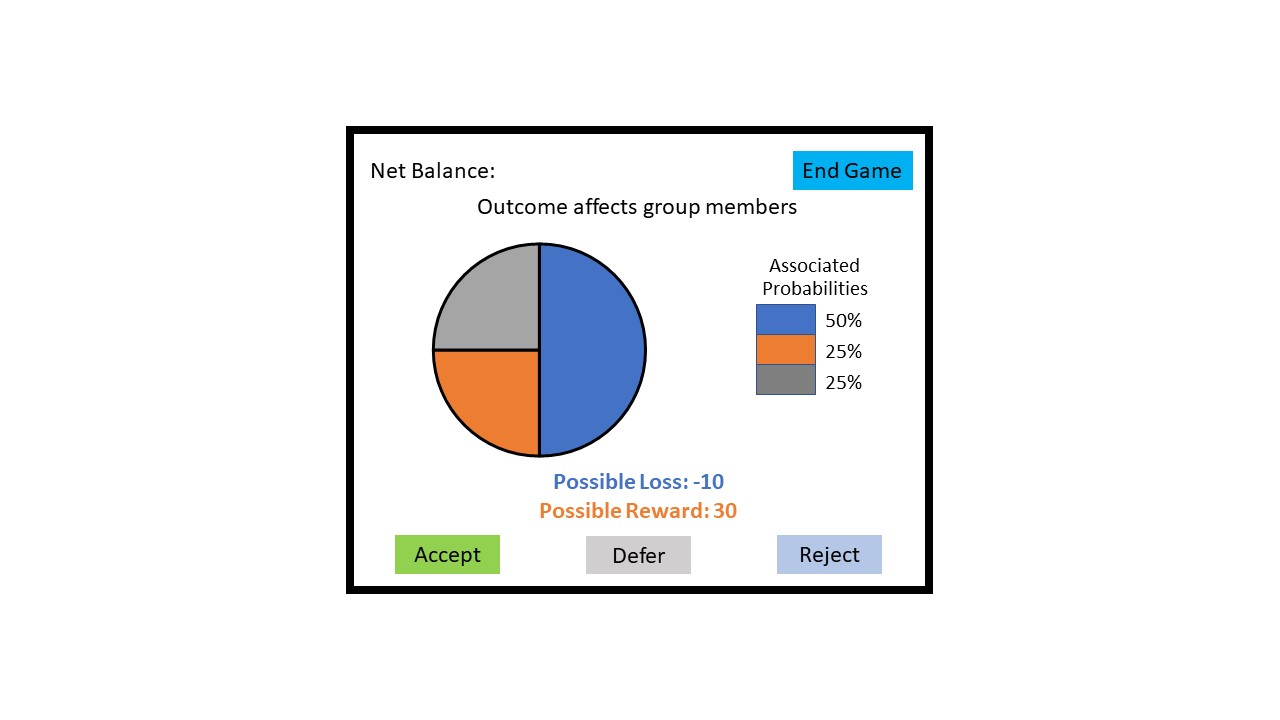 Net Balance:
End Game
Outcome affects group members
Associated
Probabilities
50%
25%
25%
Possible Loss: -10
Possible Reward: 30
Accept
Defer
Reject